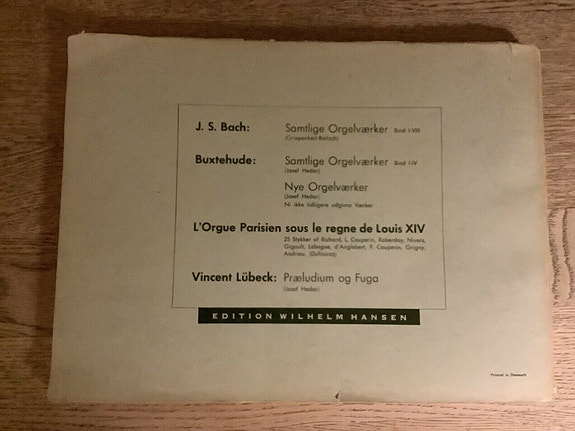 J. S. Bach: Samtlige Orgelværker Bind I-VIII
(Griepenkerl-Roitzsch)
Buxtehude: Samtlige Orgelværker Bind I-IV
(Josef Hedar)
Nye Orgelværker
(Josef Hedar)
Ni ikke tidligere udgivne Værker
L'Orgue Parisien sous le regne de Louis XIV
25 Stykker af Richard, L. Couperin, Roberday, Nivers,
Gigault, Lebegue, d'Anglebert, F. Couperin, Grigny,
Andrieu.
Vincent Lübeck: Præludium og Fuga
(Josef Hedar)
EDITION WILHELM HANSEN
Printed in Denmark